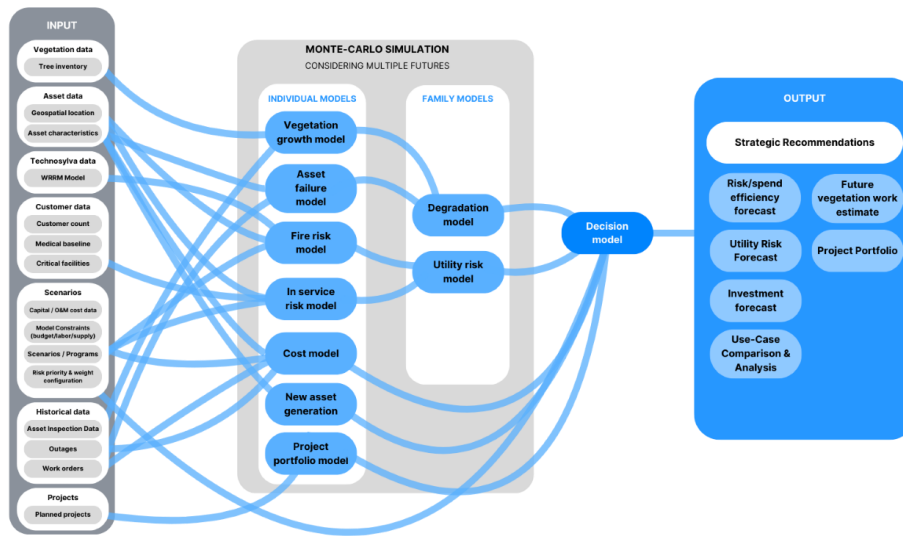 INPUT
Vegetation data
Tree inventory
Asset data
Geospatial location
Asset characteristics
Technosylva data
WRRM Model
Customer data
Customer count
Medical baseline
Critical facilities
Scenarios
Capital / O&M cost data
Model Constraints
(budget/labor/supply)
Scenarios / Programs
Risk priority & weight
configuration
Historical data
Asset Inspection Data
Outages
Work orders
Projects
Planned projects
MONTE-CARLO SIMULATION
CONSIDERING MULTIPLE FUTURES
INDIVIDUAL MODELS
Vegetation
growth model
Asset
failure
model
Fire risk
model
In service
risk model
Cost model
New asset
generation
Project
portfolio model
FAMILY MODELS
Degradation
model
Utility risk
model
Decision
model
OUTPUT
Strategic Recommendations
Risk/spend
efficiency
forecast
Utility Risk
Forecast
Investment
forecast
Use-Case
Comparison &
Analysis
Future
vegetation work
estimate
Project Portfolio